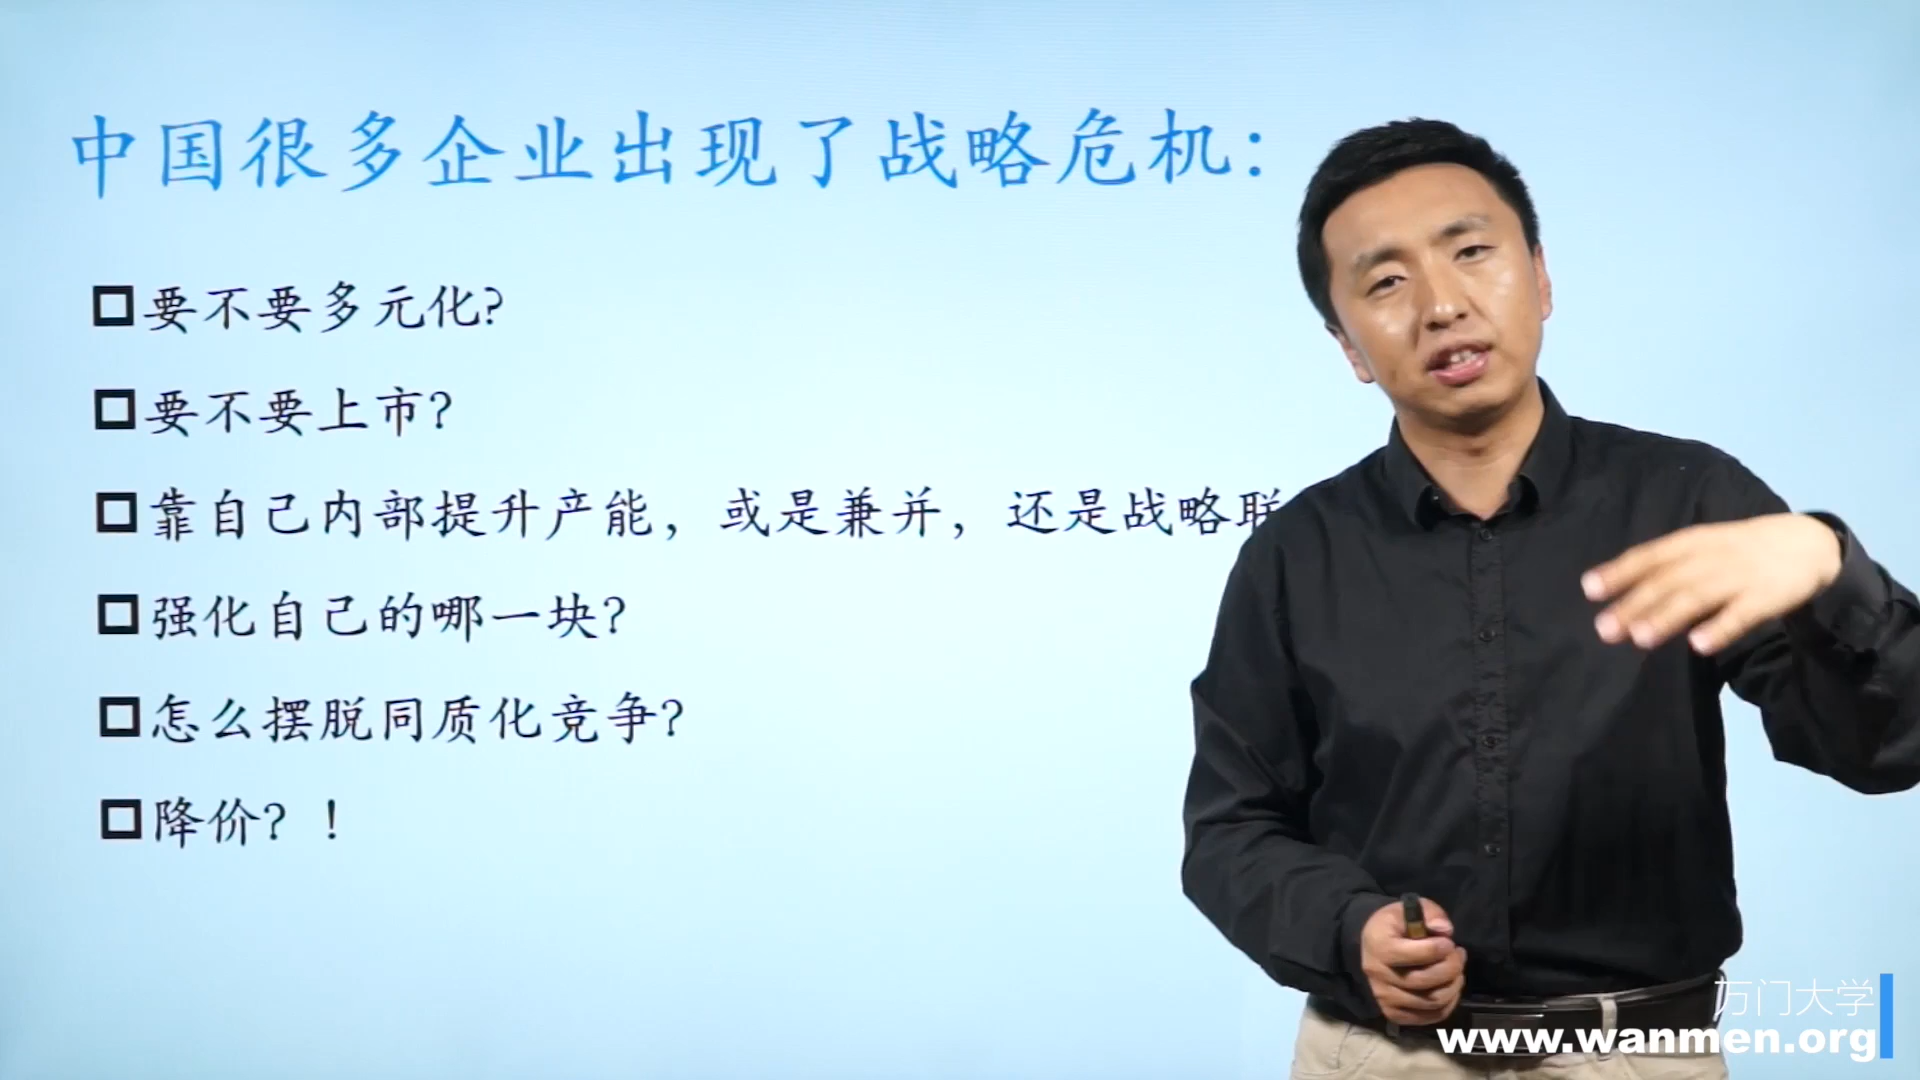 中国很多企业出现了战略危机：
要不要多元化?
要不要上市?
靠自己内部提升产能，或是兼并，还是战略联
强化自己的哪一块?
怎么摆脱同质化竞争?
降价？！
万门大学
www.wanmen.org